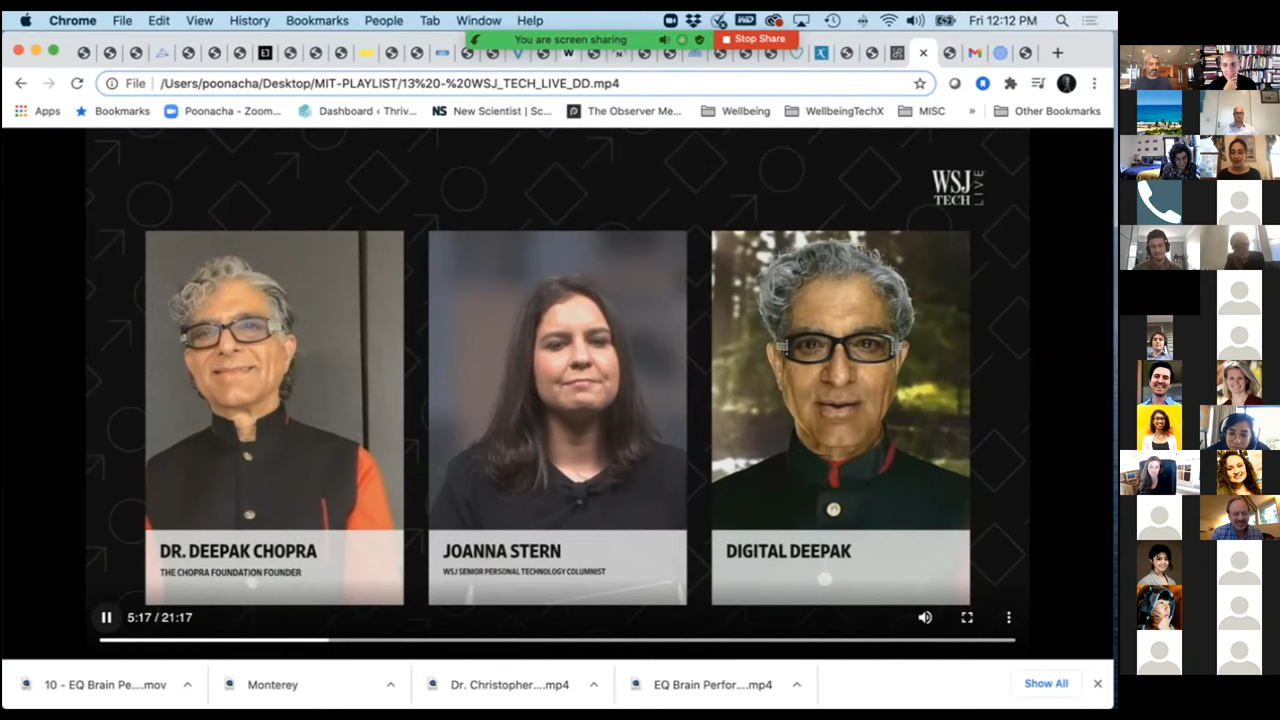 Chrome File Edit View History Bookmarks People Tab Window Help Fri 12:12 PM
You are screen sharing Stop Share
File /Users/poonacha/Desktop/MIT-PLAYLIST/13%20-%20WSJ_TECH_LIVE_DD.mp4
Apps Bookmarks Poonacha - Zoom... Dashboard ‹ Thriv... NS New Scientist | Sc... The Observer Me... Wellbeing WellbeingTechX MISC » Other Bookmarks
WSJ
TECH LIVE
DR. DEEPAK CHOPRA
THE CHOPRA FOUNDATION FOUNDER
JOANNA STERN
WSJ SENIOR PERSONAL TECHNOLOGY COLUMNIST
DIGITAL DEEPAK
5:17 / 21:17
10 - EQ Brain Pe....mov Monterey Dr. Christopher....mp4 EQ Brain Perfor....mp4 Show All